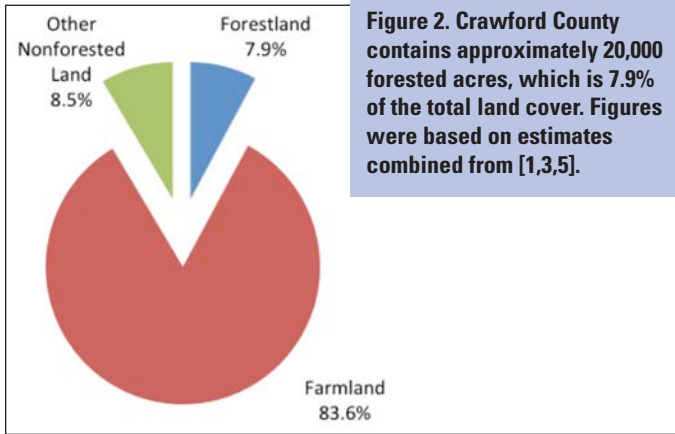 Other
Nonforested
Land
8.5%
Forestland
7.9%
Farmland
83.6%
Figure 2. Crawford County
contains approximately 20,000
forested acres, which is 7.9%
of the total land cover. Figures
were based on estimates
combined from [1,3,5].